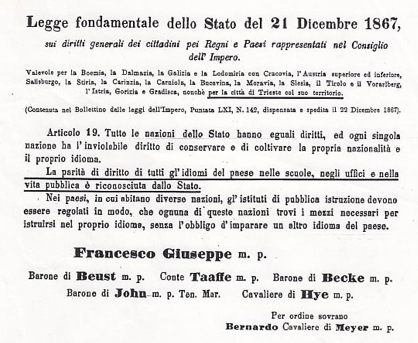 Legge fondamentale dello Stato del 21 Dicembre 1867,
sui diritti generali dei cittadini pei Regni e Paesi rappresentati nel Consiglio
dell' Impero.
Valevole per la Boemia, la Dalmazia, la Galizia e la Lodomiria con Cracovia, l'Austria superiore ed inferiore,
Salisburgo, la Stiria, la Carinzia, la Carniola, la Bucovina, la Moravia, la Slesia, il Tirolo e il Vorarlberg,
l'Istria, Gorizia e Gradisca, nonchè per la città di Trieste col suo territorio.
(Contenuta nel Bollettino delle leggi dell'Impero, Puntata LXI, N. 142, dispensata e spedita il 22 Dicembre 1867).
Articolo 19. Tutte le nazioni dello Stato hanno eguali diritti, ed ogni singola
nazione ha l'inviolabile diritto di conservare e di coltivare la propria nazionalità e
il proprio idioma.
La parità di diritto di tutti gl'idiomi del paese nelle scuole, negli uffici e nella
vita pubblica è riconosciuta dallo Stato.
Nei paesi, in cui abitano diverse nazioni, gl'istituti di pubblica istruzione devono
essere regolati in modo, che ognuna di queste nazioni trovi i mezzi necessari per
istruirsi nel proprio idioma, senza l'obbligo d'imparare un altro idioma del paese.
Francesco Giuseppe m. p.
Barone di Beust m. p. Conte Taaffe m. p. Barone di Becke m. p.
Barone di John m. p. Ten. Mar. Cavaliere di Hye m. p.
Per ordine sovrano
Bernardo Cavaliere di Meyer m. p.